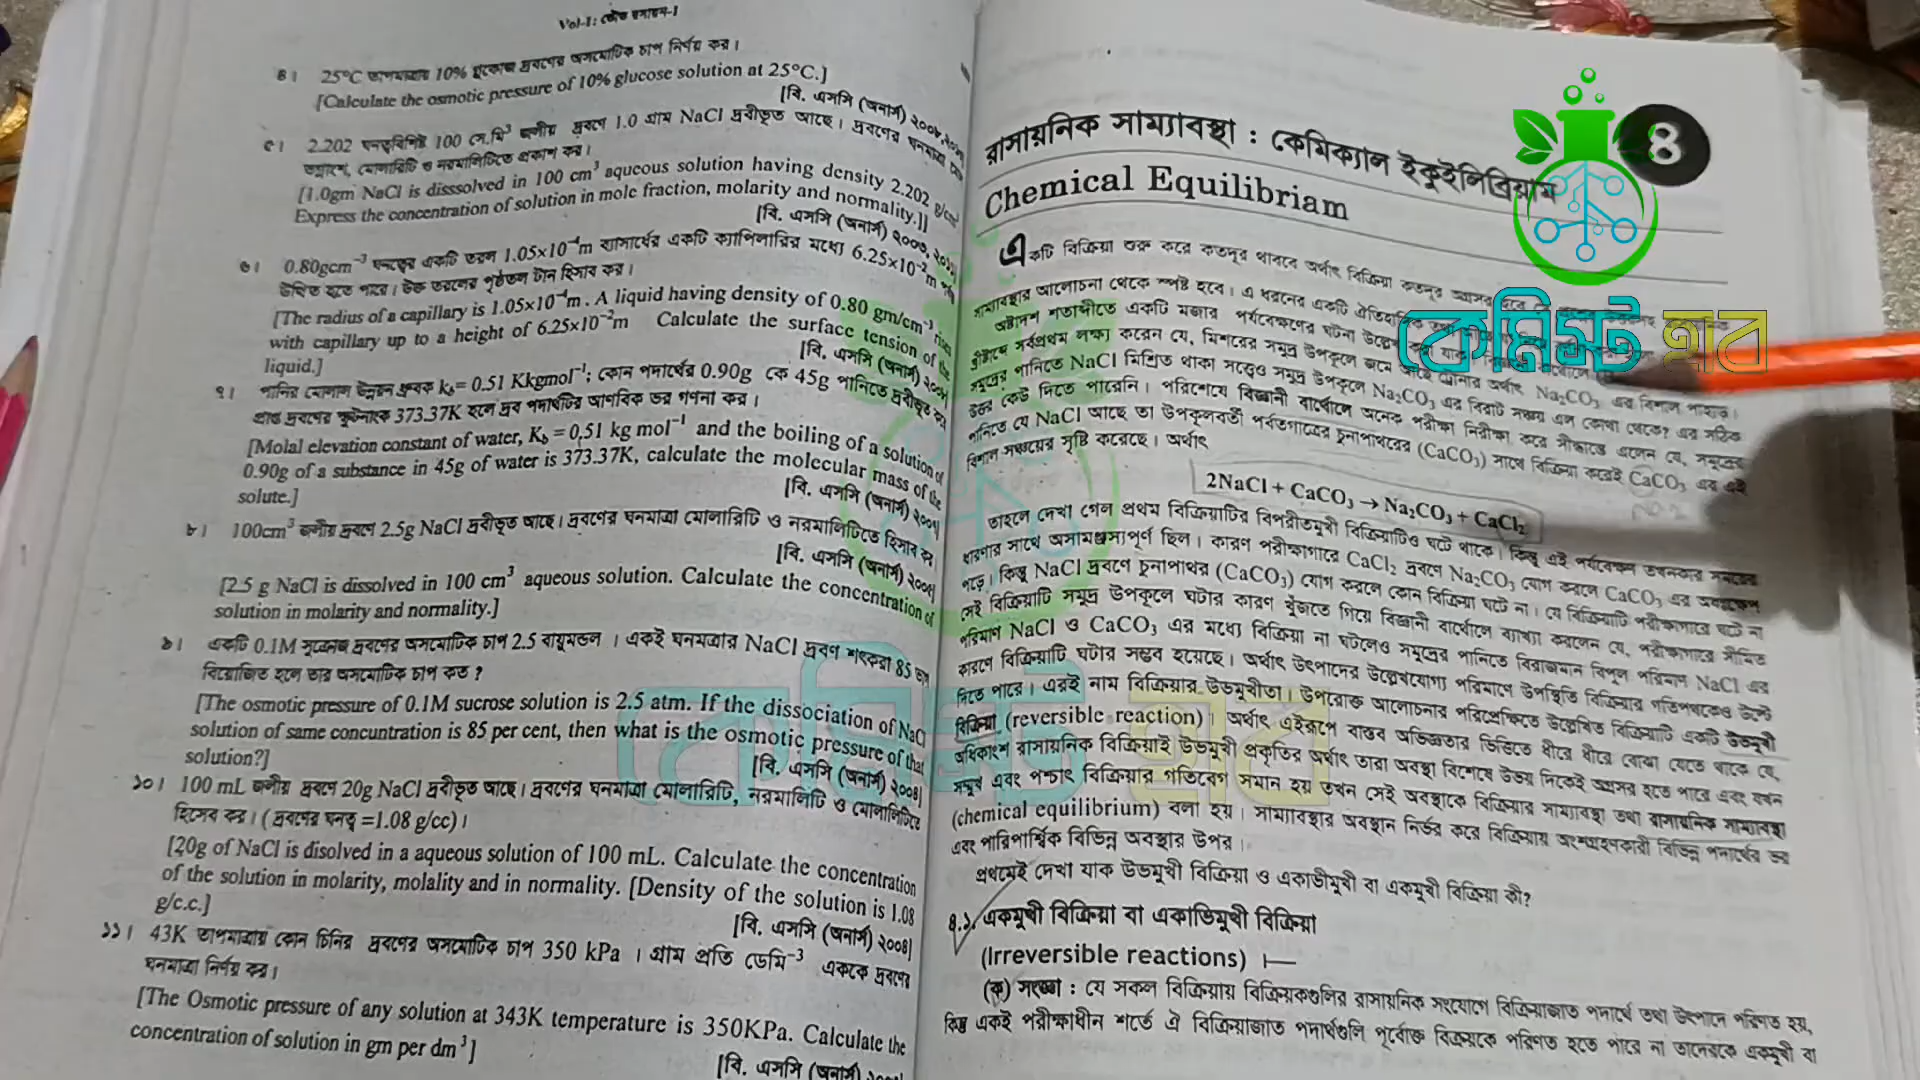 Vol-I: ভৌত রসায়ন-I
৪। 25°C তাপমাত্রায় 10% গ্লুকোজ দ্রবণের অসমোটিক চাপ নির্ণয় কর।
[Calculate the osmotic pressure of 10% glucose solution at 25°C.]
[বি. এসসি (অনার্স) ২০০৮,
৫। 2.202 ঘনত্ববিশিষ্ট 100 সে.মি³ জলীয় দ্রবণে 1.0 গ্রাম NaCl দ্রবীভূত আছে। দ্রবণের ঘনমাত্রা মোল
ভগ্নাংশে, মোলারিটি ও নরমালিটিতে প্রকাশ কর।
[1.0gm NaCl is disssolved in 100 cm³ aqueous solution having density 2.202 g/cm³
Express the concentration of solution in mole fraction, molarity and normality.]]
[বি. এসসি (অনার্স) ২০০৩,
৬। 0.80gcm⁻³ ঘনত্বের একটি তরল 1.05×10⁻⁴m ব্যাসার্ধের একটি ক্যাপিলারির মধ্যে 6.25×10⁻²m
উত্থিত হতে পারে। উক্ত তরলের পৃষ্ঠতল টান হিসাব কর।
[The radius of a capillary is 1.05×10⁻⁴m. A liquid having density of 0.80 gm/cm⁻³ rises
with capillary up to a height of 6.25×10⁻²m Calculate the surface tension of the
liquid.]
[বি. এসসি (অনার্স)
৭। পানির মোলাল উন্নয়ন ধ্রুবক k_b= 0.51 Kkgmol⁻¹; কোন পদার্থের 0.90g কে 45g পানিতে দ্রবীভূত কর
প্রাপ্ত দ্রবণের স্ফুটনাংক 373.37K হলে দ্রব পদার্থটির আণবিক ভর গণনা কর।
[Molal elevation constant of water, K_b = 0.51 kg mol⁻¹ and the boiling of a solution of
0.90g of a substance in 45g of water is 373.37K, calculate the molecular mass of the
solute.]
[বি. এসসি (অনার্স)
৮। 100cm³ জলীয় দ্রবণে 2.5g NaCl দ্রবীভূত আছে। দ্রবণের ঘনমাত্রা মোলারিটি ও নরমালিটিতে হিসাব কর
[বি. এসসি (অনার্স)
[2.5 g NaCl is dissolved in 100 cm³ aqueous solution. Calculate the concentration of
solution in molarity and normality.]
৯। একটি 0.1M সুক্রোজ দ্রবণের অসমোটিক চাপ 2.5 বায়ুমন্ডল। একই ঘনমাত্রার NaCl দ্রবণ শতকরা 85 ভাগ
বিয়োজিত হলে তার অসমোটিক চাপ কত?
[The osmotic pressure of 0.1M sucrose solution is 2.5 atm. If the dissociation of NaCl
solution of same concuntration is 85 per cent, then what is the osmotic pressure of that
solution?]
[বি. এসসি (অনার্স) ২০০৪]
১০। 100 mL জলীয় দ্রবণে 20g NaCl দ্রবীভূত আছে। দ্রবণের ঘনমাত্রা মোলারিটি, নরমালিটি ও মোলালিটিতে
হিসেব কর। (দ্রবণের ঘনত্ব =1.08 g/cc)।
[20g of NaCl is disolved in a aqueous solution of 100 mL. Calculate the concentration
of the solution in molarity, molality and in normality. [Density of the solution is 1.08
g/c.c.]
[বি. এসসি (অনার্স) ২০০৪]
১১। 43K তাপমাত্রায় কোন চিনির দ্রবণের অসমোটিক চাপ 350 kPa। গ্রাম প্রতি ডেমি⁻³ এককে দ্রবণের
ঘনমাত্রা নির্ণয় কর।
[The Osmotic pressure of any solution at 343K temperature is 350KPa. Calculate the
concentration of solution in gm per dm³]
[বি. এসসি (অনার্স)
৪
রাসায়নিক সাম্যাবস্থা : কেমিক্যাল ইকুইলিব্রিয়াম
Chemical Equilibriam
একটি বিক্রিয়া শুরু করে কতদূর থাববে অর্থাৎ বিক্রিয়া কতদূর অগ্রসর হবে
সাম্যাবস্থার আলোচনা থেকে স্পষ্ট হবে। এ ধরনের একটি ঐতিহাসিক তথ্য
অষ্টাদশ শতাব্দীতে একটি মজার পর্যবেক্ষণের ঘটনা উল্লেখ করা যাক।
খ্রীষ্টাব্দে সর্বপ্রথম লক্ষ্য করেন যে, মিশরের সমুদ্র উপকূলে জমে আছে সোনার অর্থাৎ Na₂CO₃ এর বিশাল পাহাড়।
সমুদ্রের পানিতে NaCl মিশ্রিত থাকা সত্ত্বেও সমুদ্র উপকূলে Na₂CO₃ এর বিরাট সঞ্চয় এল কোথা থেকে? এর সঠিক
উত্তর কেউ দিতে পারেনি। পরিশেষে বিজ্ঞানী বার্থোলে অনেক পরীক্ষা নিরীক্ষা করে সীদ্ধান্তে এলেন যে, সমুদ্রের
পানিতে যে NaCl আছে তা উপকূলবর্তী পর্বতগাত্রের চুনাপাথরের (CaCO₃) সাথে বিক্রিয়া করেই CaCO₃ এর এই
বিশাল সঞ্চয়ের সৃষ্টি করেছে। অর্থাৎ
2NaCl + CaCO₃ → Na₂CO₃ + CaCl₂
তাহলে দেখা গেল প্রথম বিক্রিয়াটির বিপরীতমুখী বিক্রিয়াটিও ঘটে থাকে। কিন্তু এই পর্যবেক্ষণ তখনকার সময়ের
ধারণার সাথে অসামঞ্জস্যপূর্ণ ছিল। কারণ পরীক্ষাগারে CaCl₂ দ্রবণে Na₂CO₃ যোগ করলে CaCO₃ এর অধঃক্ষেপ
পড়ে। কিন্তু NaCl দ্রবণে চুনাপাথর (CaCO₃) যোগ করলে কোন বিক্রিয়া ঘটে না। যে বিক্রিয়াটি পরীক্ষাগারে ঘটে না
সেই বিক্রিয়াটি সমুদ্র উপকূলে ঘটার কারণ খুঁজতে গিয়ে বিজ্ঞানী বার্থোলে ব্যাখ্যা করলেন যে, পরীক্ষাগারে সীমিত
পরিমাণ NaCl ও CaCO₃ এর মধ্যে বিক্রিয়া না ঘটলেও সমুদ্রের পানিতে বিরাজমান বিপুল পরিমাণ NaCl এর
কারণে বিক্রিয়াটি ঘটার সম্ভব হয়েছে। অর্থাৎ উৎপাদের উল্লেখযোগ্য পরিমাণে উপস্থিতি বিক্রিয়ার গতিপথকেও উল্টে
দিতে পারে। এরই নাম বিক্রিয়ার উভমুখীতা। উপরোক্ত আলোচনার পরিপ্রেক্ষিতে উল্লেখিত বিক্রিয়াটি একটি উভমুখী
বিক্রিয়া (reversible reaction)। অর্থাৎ এইরূপে বাস্তব অভিজ্ঞতার ভিত্তিতে ধীরে ধীরে বোঝা যেতে থাকে যে,
অধিকাংশ রাসায়নিক বিক্রিয়াই উভমুখী প্রকৃতির অর্থাৎ তারা অবস্থা বিশেষে উভয় দিকেই অগ্রসর হতে পারে এবং যখন
সম্মুখ এবং পশ্চাৎ বিক্রিয়ার গতিবেগ সমান হয় তখন সেই অবস্থাকে বিক্রিয়ার সাম্যাবস্থা তথা রাসায়নিক সাম্যাবস্থা
(chemical equilibrium) বলা হয়। সাম্যাবস্থার অবস্থান নির্ভর করে বিক্রিয়ায় অংশগ্রহণকারী বিভিন্ন পদার্থের ভর
এবং পারিপার্শ্বিক বিভিন্ন অবস্থার উপর।
প্রথমেই দেখা যাক উভমুখী বিক্রিয়া ও একাভীমুখী বা একমুখী বিক্রিয়া কী?
৪.১. একমুখী বিক্রিয়া বা একাভিমুখী বিক্রিয়া
(Irreversible reactions)
(ক) সংজ্ঞা : যে সকল বিক্রিয়ায় বিক্রিয়কগুলির রাসায়নিক সংযোগে বিক্রিয়াজাত পদার্থে তথা উৎপাদে পরিণত হয়,
কিন্তু একই পরীক্ষাধীন শর্তে ঐ বিক্রিয়াজাত পদার্থগুলি পূর্বোক্ত বিক্রয়কে পরিণত হতে পারে না তাদেরকে একমুখী বা
কেমিস্ট হাব
কেমিস্ট হাব